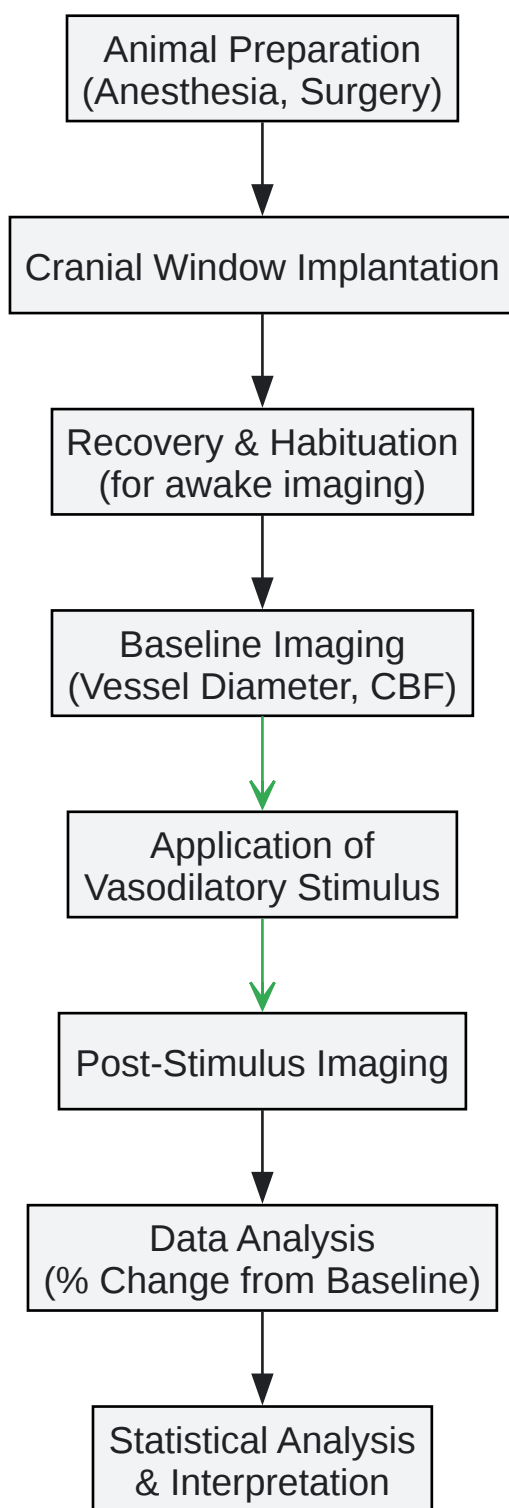 Animal Preparation
(Anesthesia, Surgery)
Cranial Window Implantation
Recovery & Habituation
(for awake imaging)
Baseline Imaging
(Vessel Diameter, CBF)
Application of
Vasodilatory Stimulus
Post-Stimulus Imaging
Data Analysis
(% Change from Baseline)
Statistical Analysis
& Interpretation